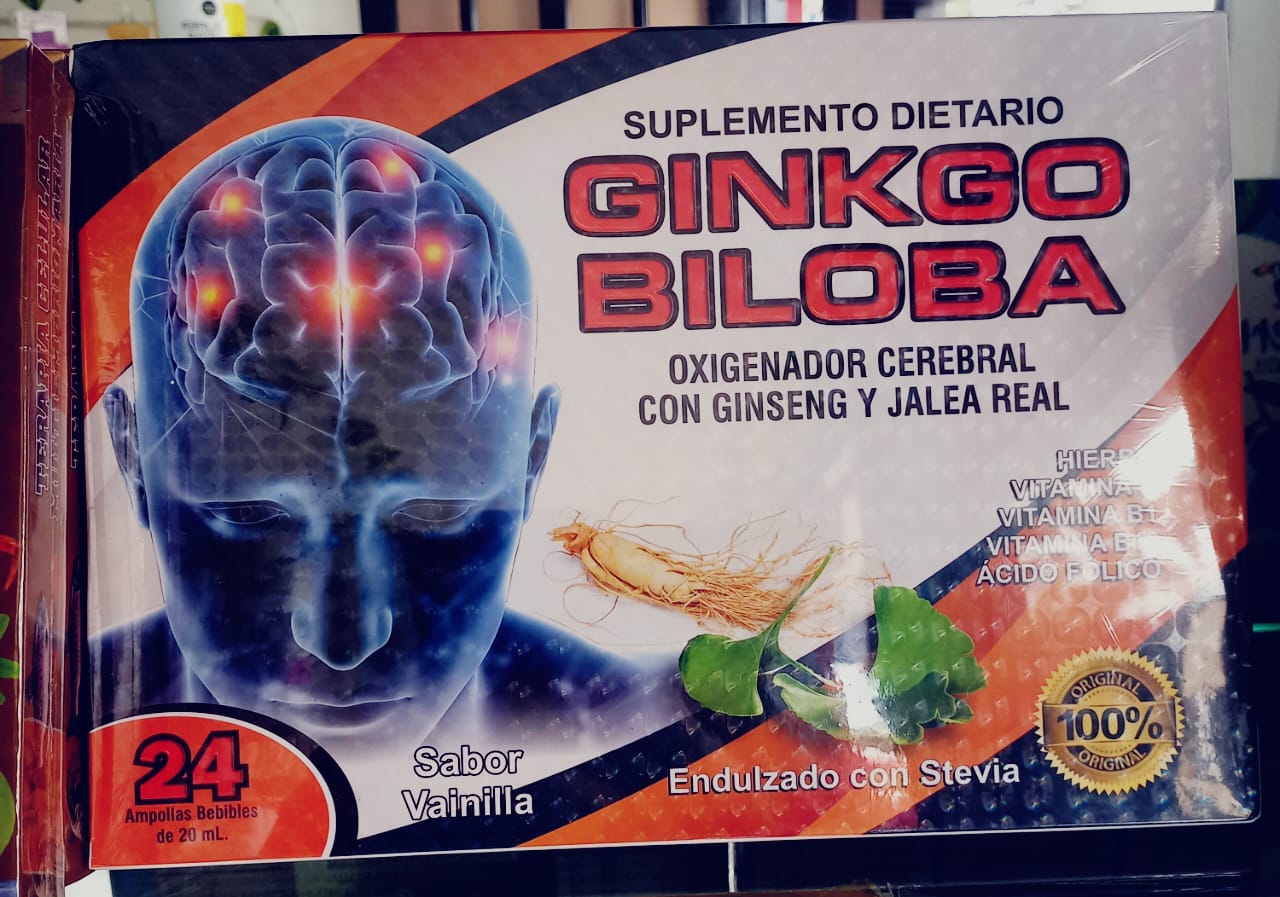 SUPLEMENTO DIETARIO
GINKGO
BILOBA
OXIGENADOR CEREBRAL
CON GINSENG Y JALEA REAL
VITAMINA
VITAMINA
VITAMINA
ÁCIDO FÓLICO
ORIGINAL
100%
ORIGINAL
Endulzado con Stevia
Sabor
Vainilla
24
Ampollas Bebibles
de 20 mL.
TERAPIA CELULAR